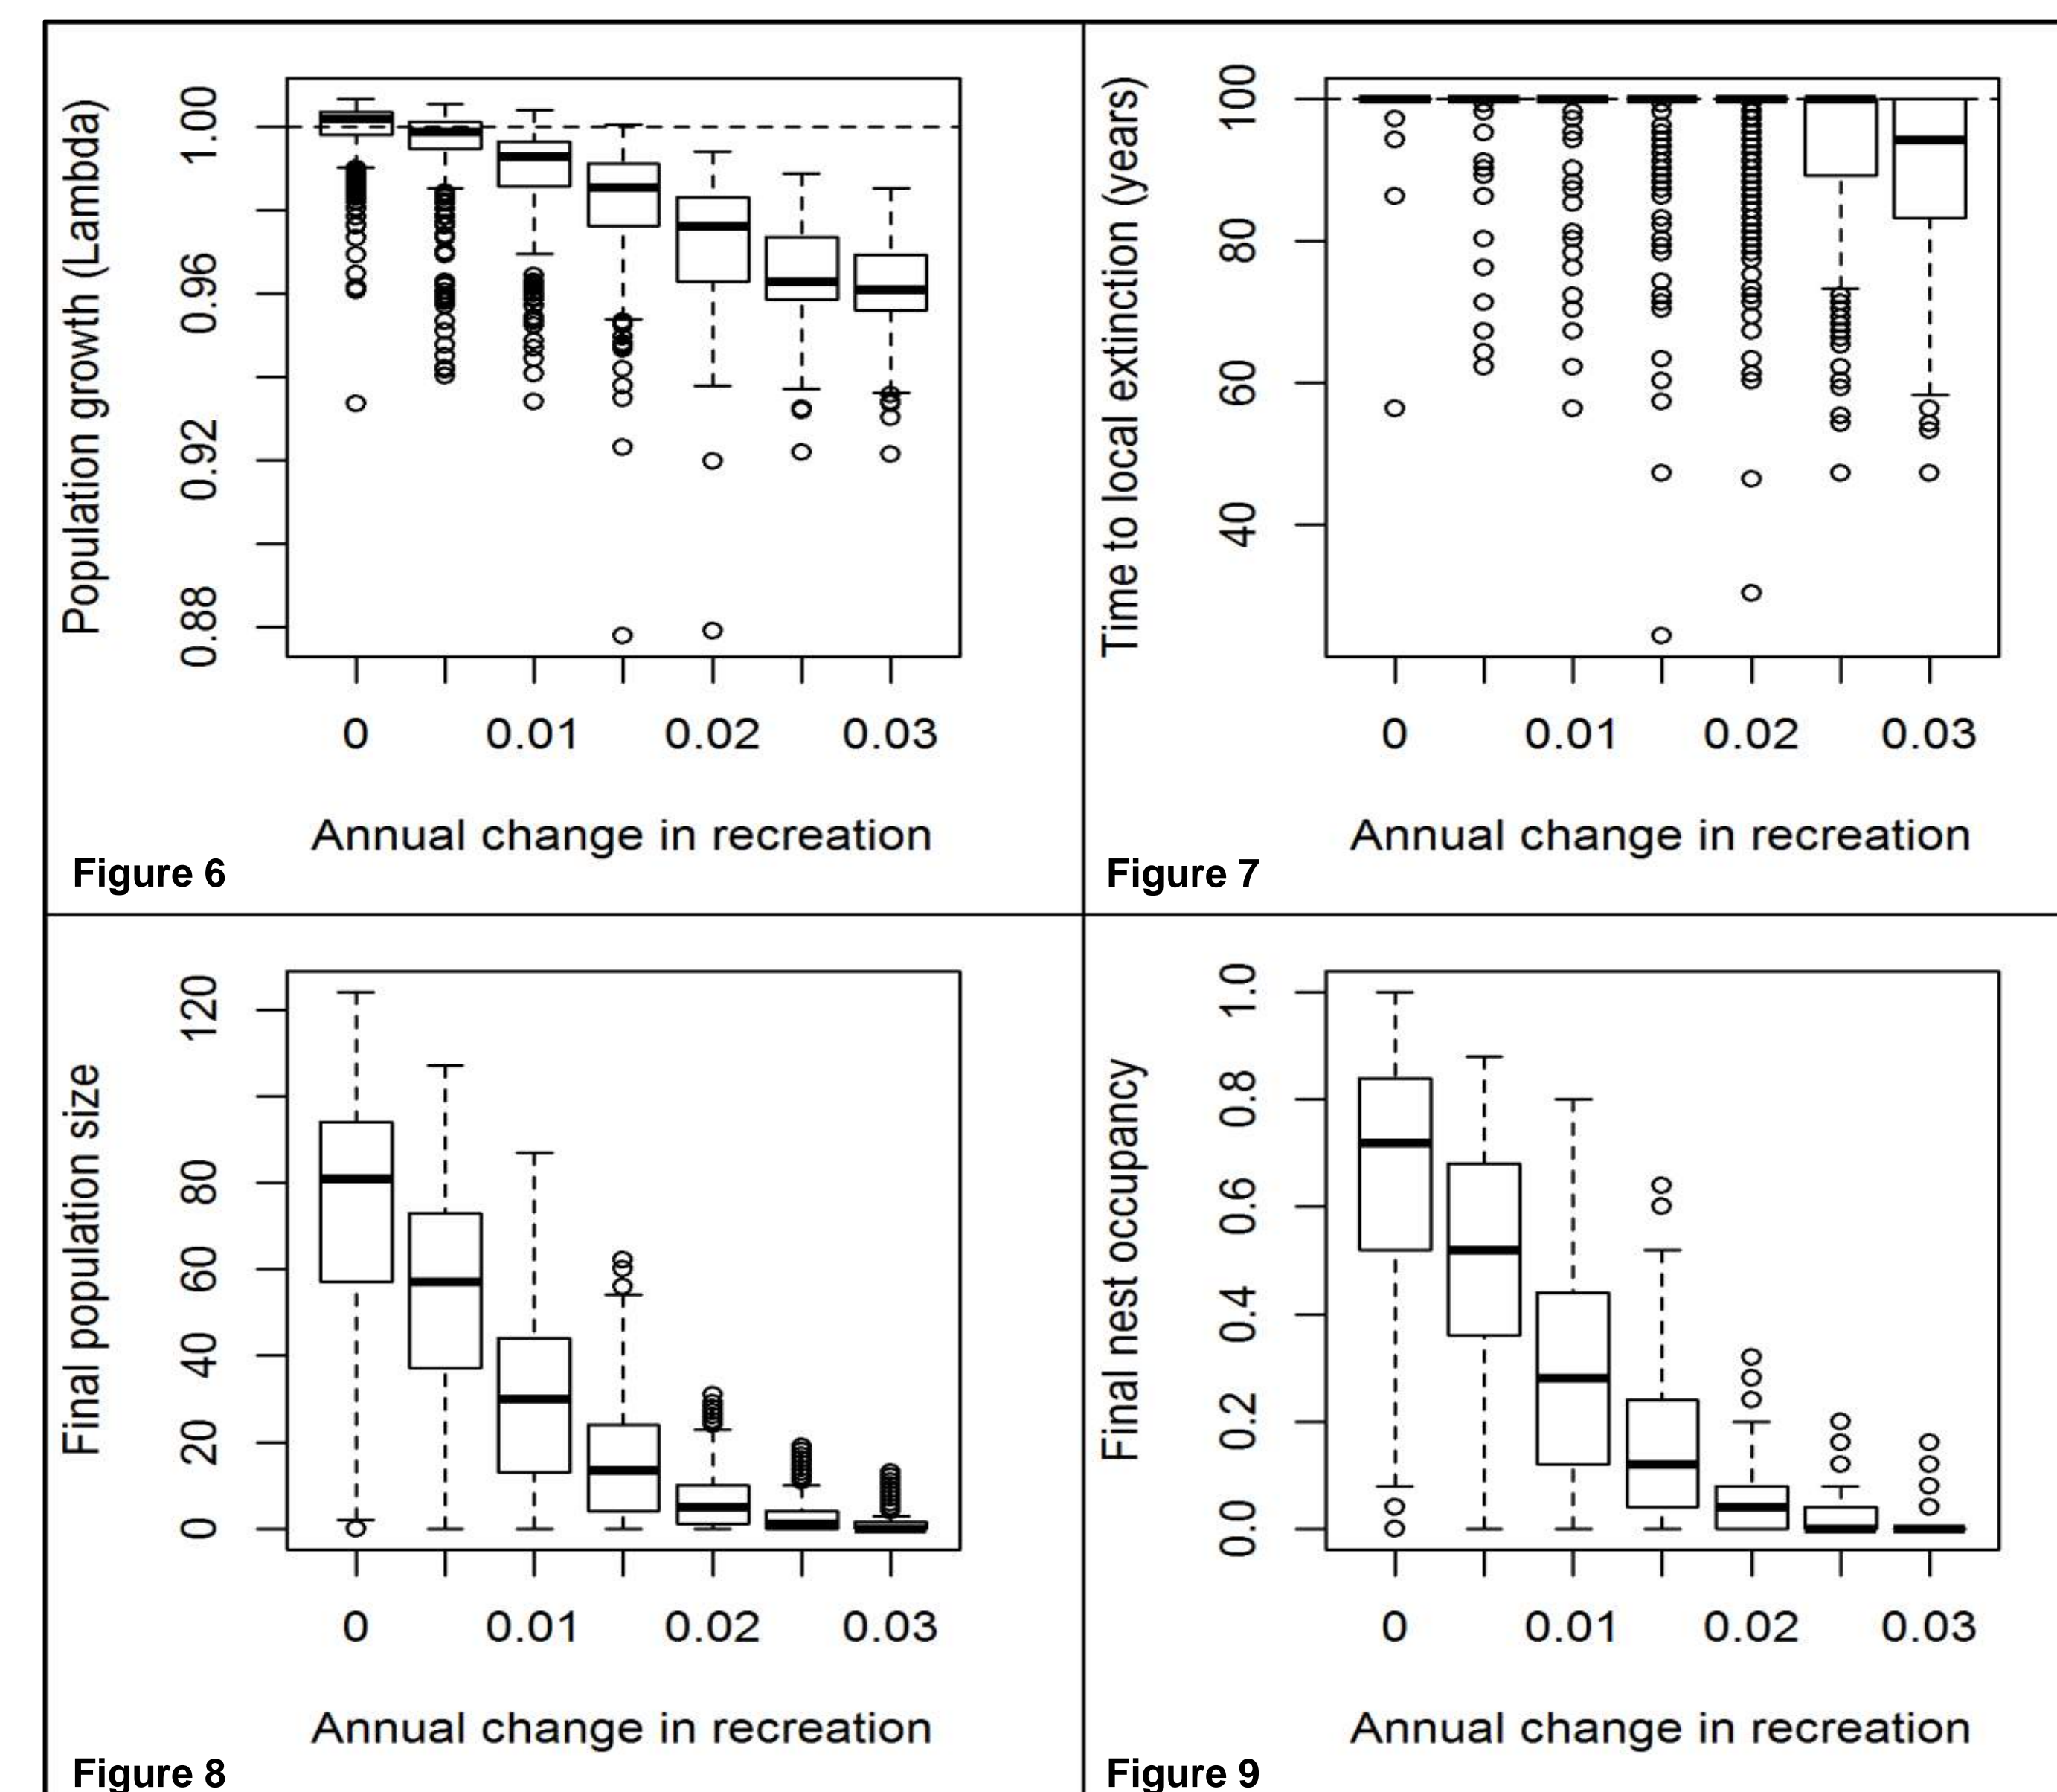 Population growth (Lambda)
1.00
0.96
0.92
0.88
0 0.01 0.02 0.03
Annual change in recreation
Figure 6
Time to local extinction (years)
100
80
60
40
0 0.01 0.02 0.03
Annual change in recreation
Figure 7
Final population size
120
80
60
40
20
0
0 0.01 0.02 0.03
Annual change in recreation
Figure 8
Final nest occupancy
1.0
0.8
0.6
0.4
0.2
0.0
0 0.01 0.02 0.03
Annual change in recreation
Figure 9